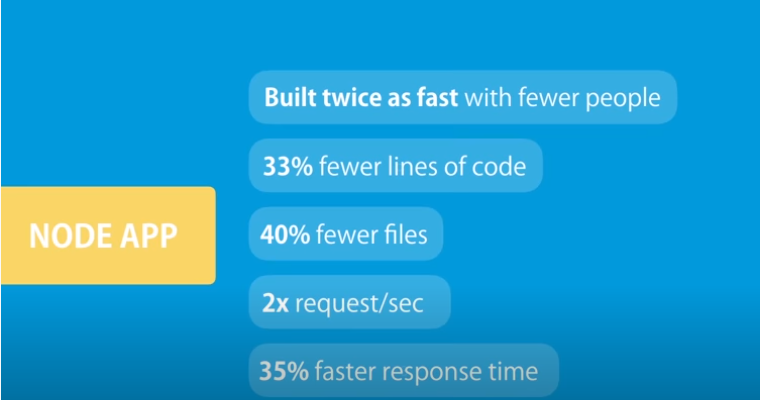 Built twice as fast with fewer people
33% fewer lines of code
NODE APP
40% fewer files
2x request/sec
35% faster response time